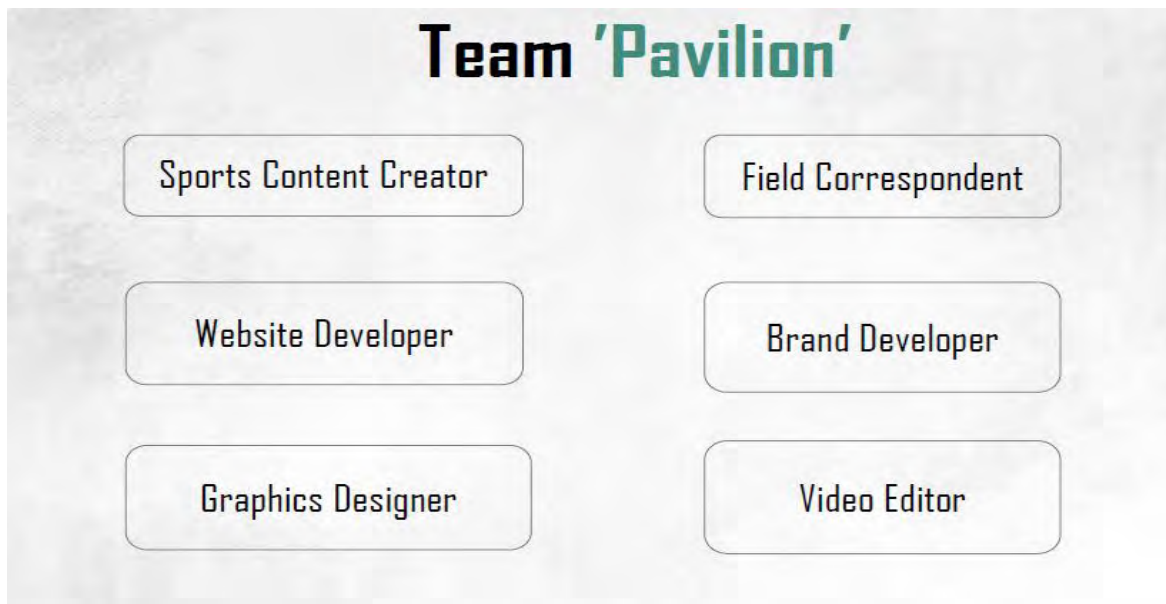 Team 'Pavilion'
Sports Content Creator
Field Correspondent
Website Developer
Brand Developer
Graphics Designer
Video Editor